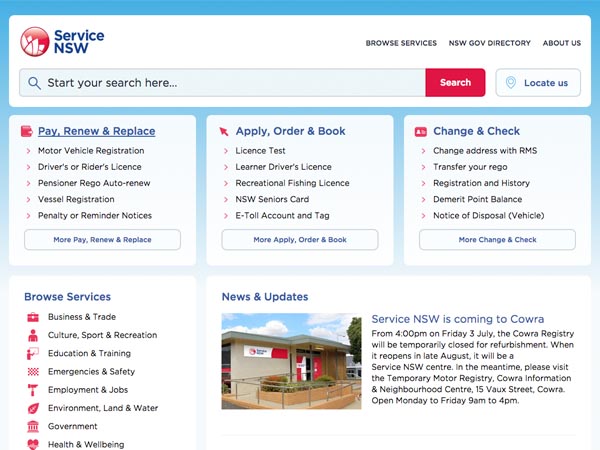 Service
NSW
BROWSE SERVICES NSW GOV DIRECTORY ABOUT US
Start your search here...
Search
Locate us
Pay, Renew & Replace
Motor Vehicle Registration
Driver's or Rider's Licence
Pensioner Rego Auto-renew
Vessel Registration
Penalty or Reminder Notices
More Pay, Renew & Replace
Apply, Order & Book
Licence Test
Learner Driver's Licence
Recreational Fishing Licence
NSW Seniors Card
E-Toll Account and Tag
More Apply, Order & Book
Change & Check
Change address with RMS
Transfer your rego
Registration and History
Demerit Point Balance
Notice of Disposal (Vehicle)
More Change & Check
Browse Services
Business & Trade
Culture, Sport & Recreation
Education & Training
Emergencies & Safety
Employment & Jobs
Environment, Land & Water
Government
Health & Wellbeing
News & Updates
Service
NSW
Service NSW is coming to Cowra
From 4:00pm on Friday 3 July, the Cowra Registry
will be temporarily closed for refurbishment. When
it reopens in late August, it will be a
Service NSW centre. In the meantime, please visit
the Temporary Motor Registry, Cowra Information
& Neighbourhood Centre, 15 Vaux Street, Cowra.
Open Monday to Friday 9am to 4pm.